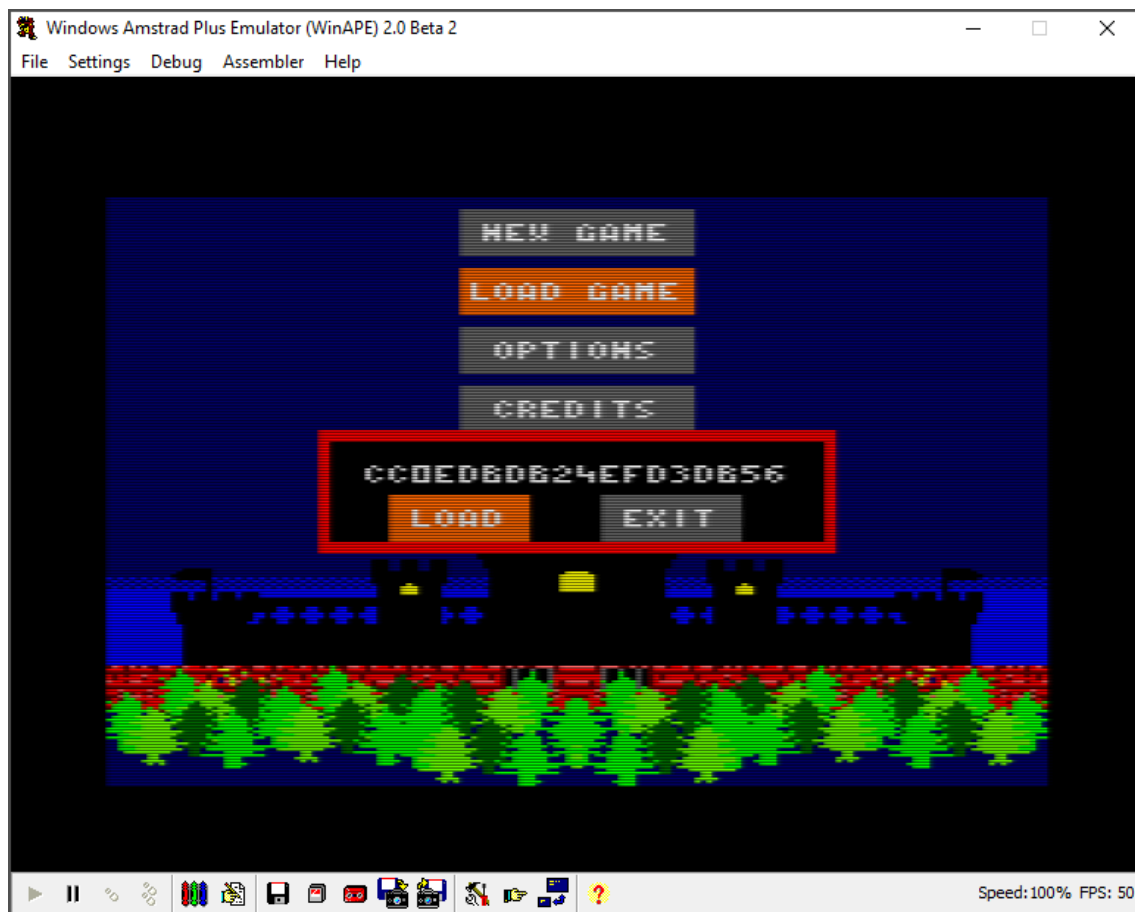 Windows Amstrad Plus Emulator (WinAPE) 2.0 Beta 2
File Settings Debug Assembler Help
NEW GAME
LOAD GAME
OPTIONS
CREDITS
CC0EDBDB24EFD3DB56
LOAD EXIT
Speed:100% FPS: 50